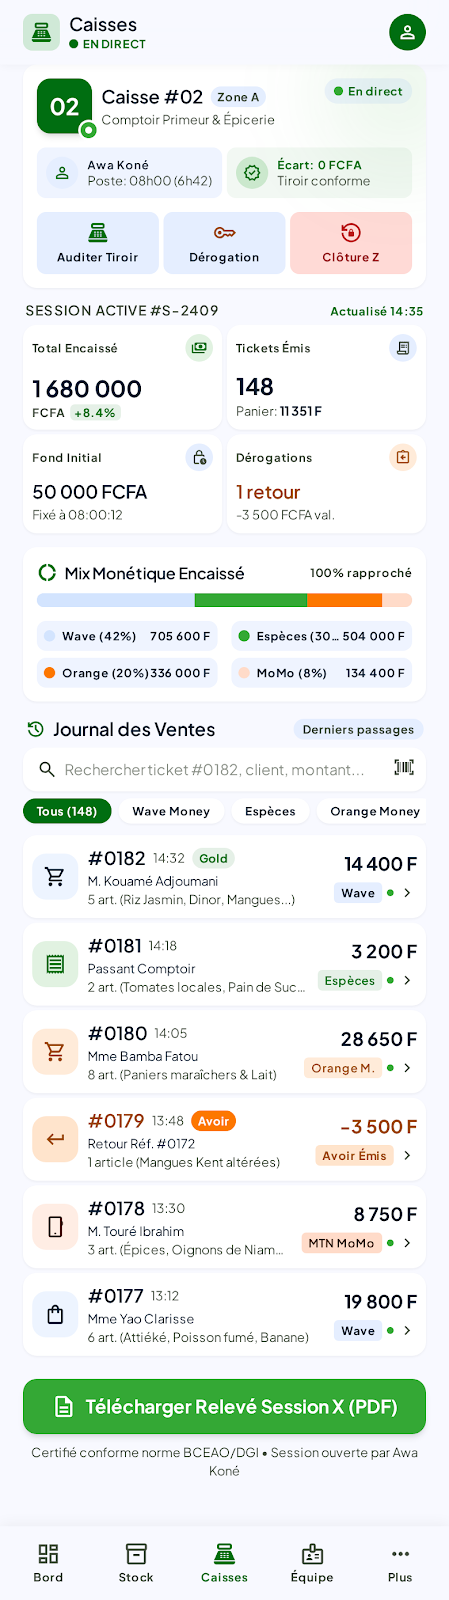 Caisses
EN DIRECT
02
Caisse #02
Zone A
En direct
Comptoir Primeur & Épicerie
Awa Koné
Poste: 08h00 (6h42)
Écart: 0 FCFA
Tiroir conforme
Auditer Tiroir
Dérogation
Clôture Z
SESSION ACTIVE #S-2409
Actualisé 14:35
Total Encaissé
1 680 000
FCFA +8.4%
Tickets Émis
148
Panier: 11 351 F
Fond Initial
50 000 FCFA
Fixé à 08:00:12
Dérogations
1 retour
-3 500 FCFA val.
Mix Monétique Encaissé
100% rapproché
Wave (42%) 705 600 F
Espèces (30… 504 000 F
Orange (20%) 336 000 F
MoMo (8%) 134 400 F
Journal des Ventes
Derniers passages
Rechercher ticket #0182, client, montant...
Tous (148)
Wave Money
Espèces
Orange Money
#0182 14:32 Gold
M. Kouamé Adjoumani
5 art. (Riz Jasmin, Dinor, Mangues...)
14 400 F
Wave
#0181 14:18
Passant Comptoir
2 art. (Tomates locales, Pain de Suc…
3 200 F
Espèces
#0180 14:05
Mme Bamba Fatou
8 art. (Paniers maraîchers & Lait)
28 650 F
Orange M.
#0179 13:48 Avoir
Retour Réf. #0172
1 article (Mangues Kent altérées)
-3 500 F
Avoir Émis
#0178 13:30
M. Touré Ibrahim
3 art. (Épices, Oignons de Niam…
8 750 F
MTN MoMo
#0177 13:12
Mme Yao Clarisse
6 art. (Attiéké, Poisson fumé, Banane)
19 800 F
Wave
Télécharger Relevé Session X (PDF)
Certifié conforme norme BCEAO/DGI • Session ouverte par Awa
Koné
Bord
Stock
Caisses
Équipe
Plus